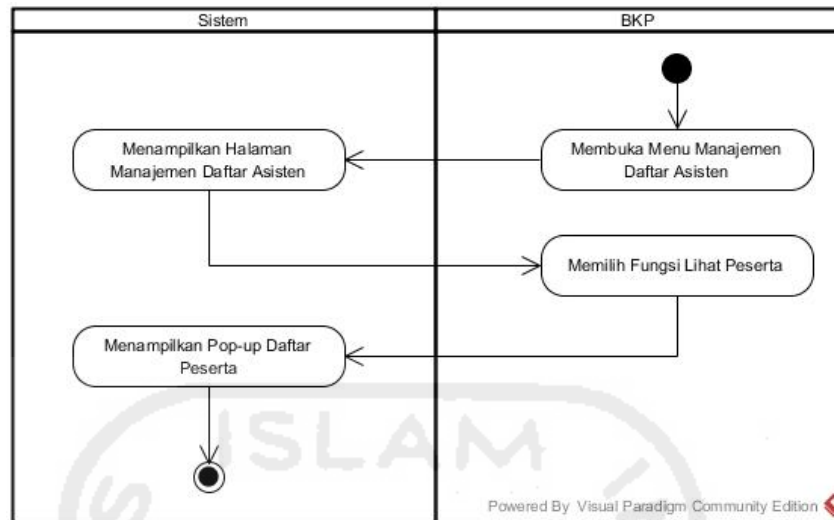 Sistem
BKP
Menampilkan Halaman
Manajemen Daftar Asisten
Membuka Menu Manajemen
Daftar Asisten
Memilih Fungsi Lihat Peserta
Menampilkan Pop-up Daftar
Peserta
ISLAM
Powered By Visual Paradigm Community Edition